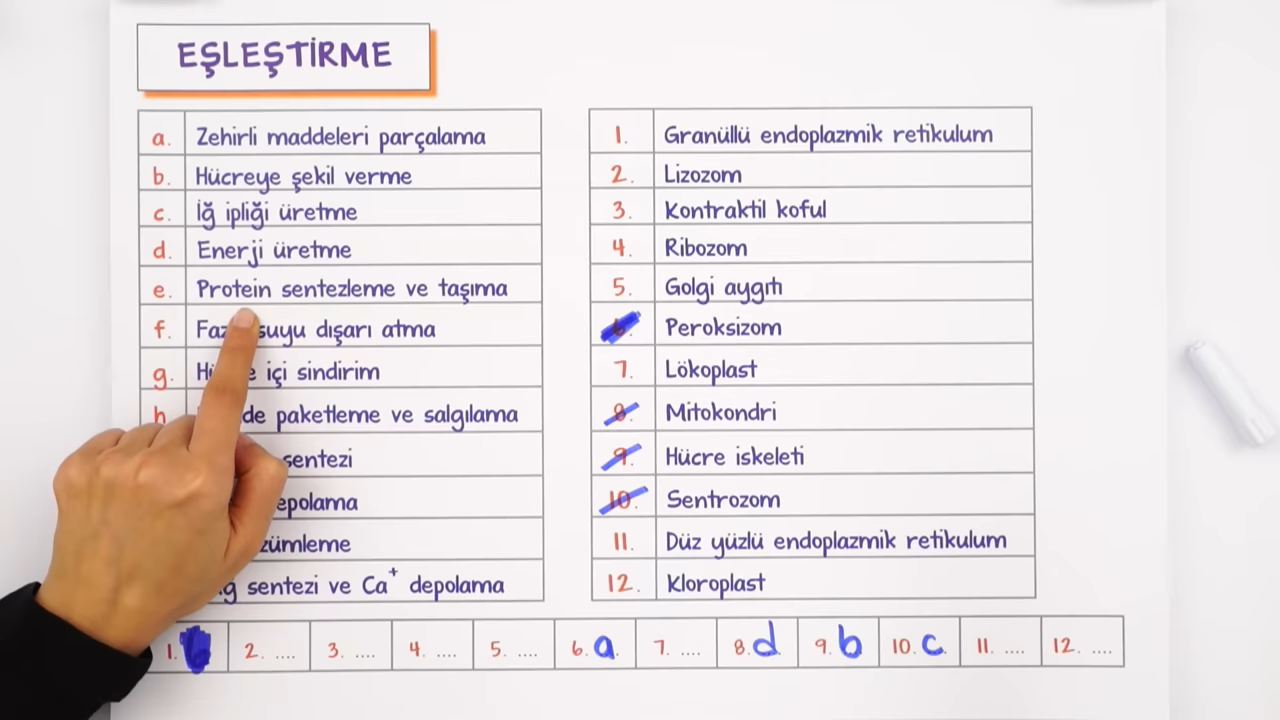 EŞLEŞTİRME
a. Zehirli maddeleri parçalama
b. Hücreye şekil verme
c. İğ ipliği üretme
d. Enerji üretme
e. Protein sentezleme ve taşıma
f. suyu dışarı atma
g. içi sindirim
h paketleme ve salgılama
sentezi
sentezi ve Ca+ depolama
1. Granüllü endoplazmik retikulum
2. Lizozom
3. Kontraktil koful
4. Ribozom
5. Golgi aygıtı
6. Peroksizom
7. Lökoplast
8. Mitokondri
9. Hücre iskeleti
10. Sentrozom
11. Düz yüzlü endoplazmik retikulum
12. Kloroplast
1. 2. .... 3. .... 4. .... 5. .... 6. a. 7. .... 8. d 9. b 10. c. 11. .... 12. ....